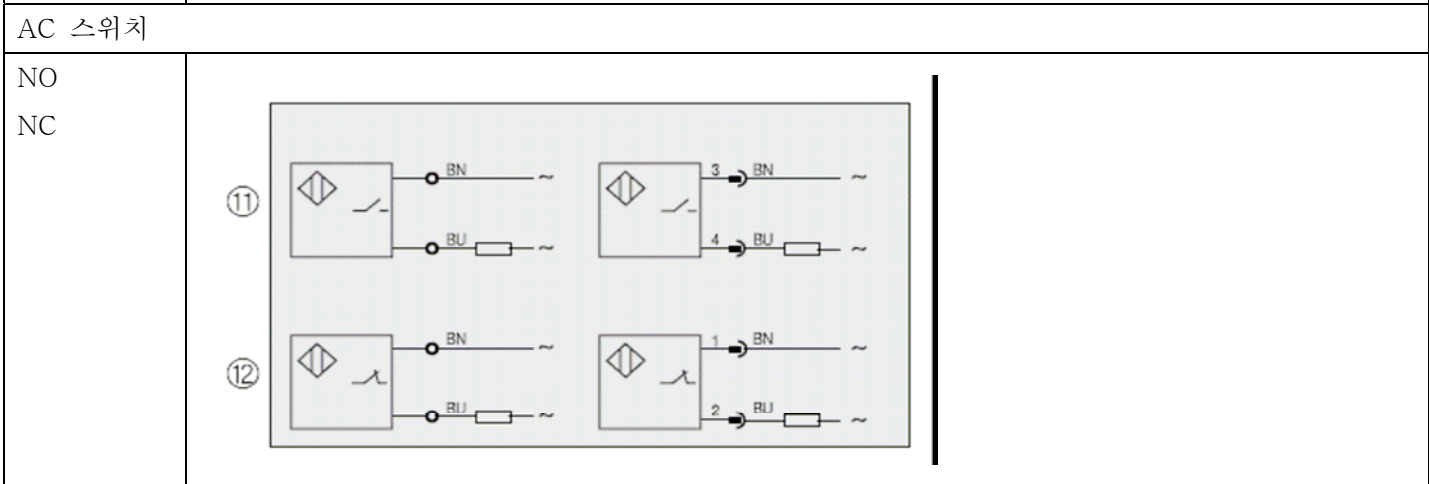 AC 스위치
NO
NC
⑪
BN ~
BU ~
3 BN ~
4 BU ~
⑫
BN ~
BU ~
1 BN ~
2 BU ~